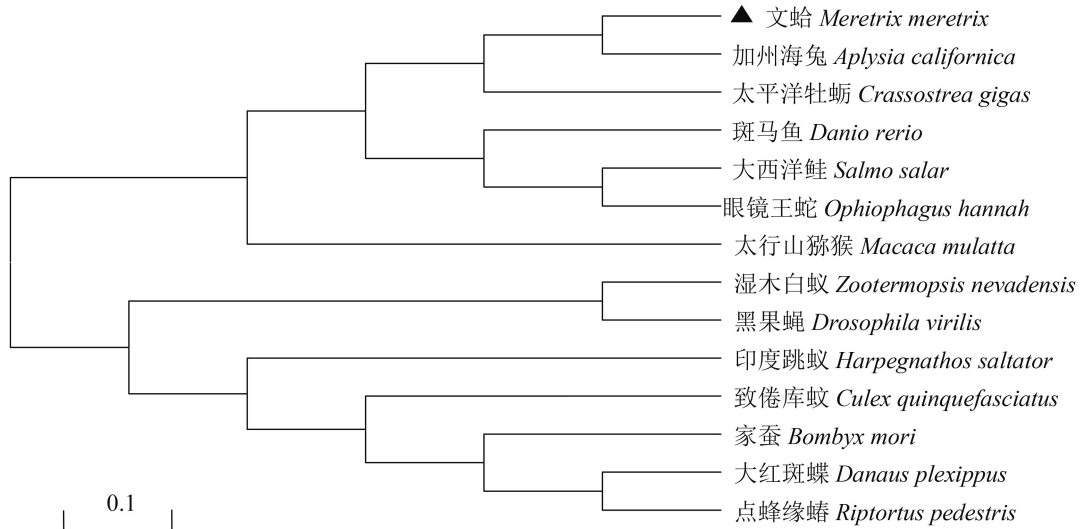 ▲ 文蛤 Meretrix meretrix
加州海兔 Aplysia californica
太平洋牡蛎 Crassostrea gigas
斑马鱼 Danio rerio
大西洋鲑 Salmo salar
眼镜王蛇 Ophiophagus hannah
太行山猕猴 Macaca mulatta
湿木白蚁 Zootermopsis nevadensis
黑果蝇 Drosophila virilis
印度跳蚁 Harpegnathos saltator
致倦库蚊 Culex quinquefasciatus
家蚕 Bombyx mori
大红斑蝶 Danaus plexippus
点蜂缘蝽 Riptortus pedestris
0.1